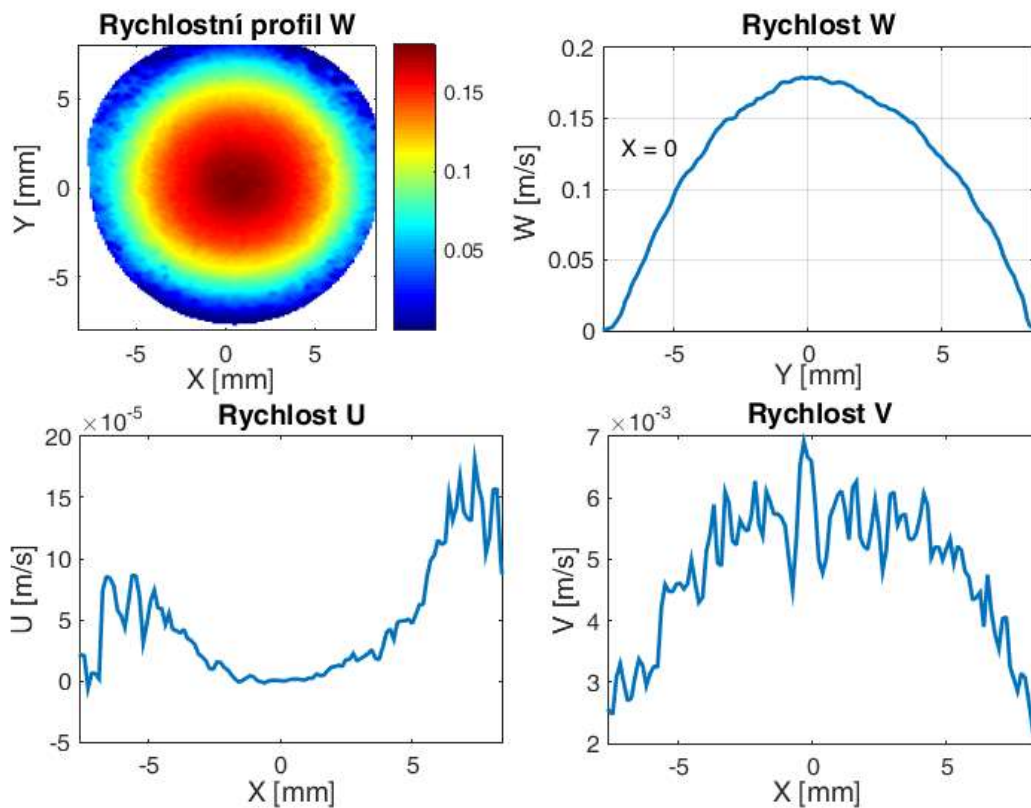 Rychlostní profil W
5
0
-5
Y [mm]
-5 0 5
X [mm]
0.15
0.1
0.05
Rychlost W
0.2
0.15
0.1
0.05
0
W [m/s]
X = 0
-5 0 5
Y [mm]
×10-5
Rychlost U
20
15
10
5
0
-5
U [m/s]
-5 0 5
X [mm]
×10-3
Rychlost V
7
6
5
4
3
2
V [m/s]
-5 0 5
X [mm]